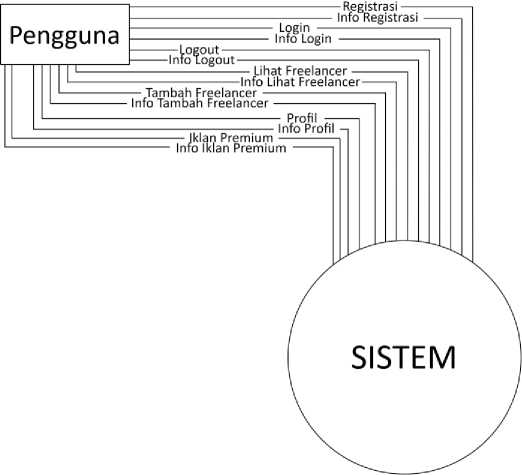 Pengguna
Registrasi
Info Registrasi
Login
Info Login
Logout
Info Logout
Lihat Freelancer
Info Lihat Freelancer
Tambah Freelancer
Info Tambah Freelancer
Profil
Info Profil
Jklan Premium
Info Iklan Premium
SISTEM